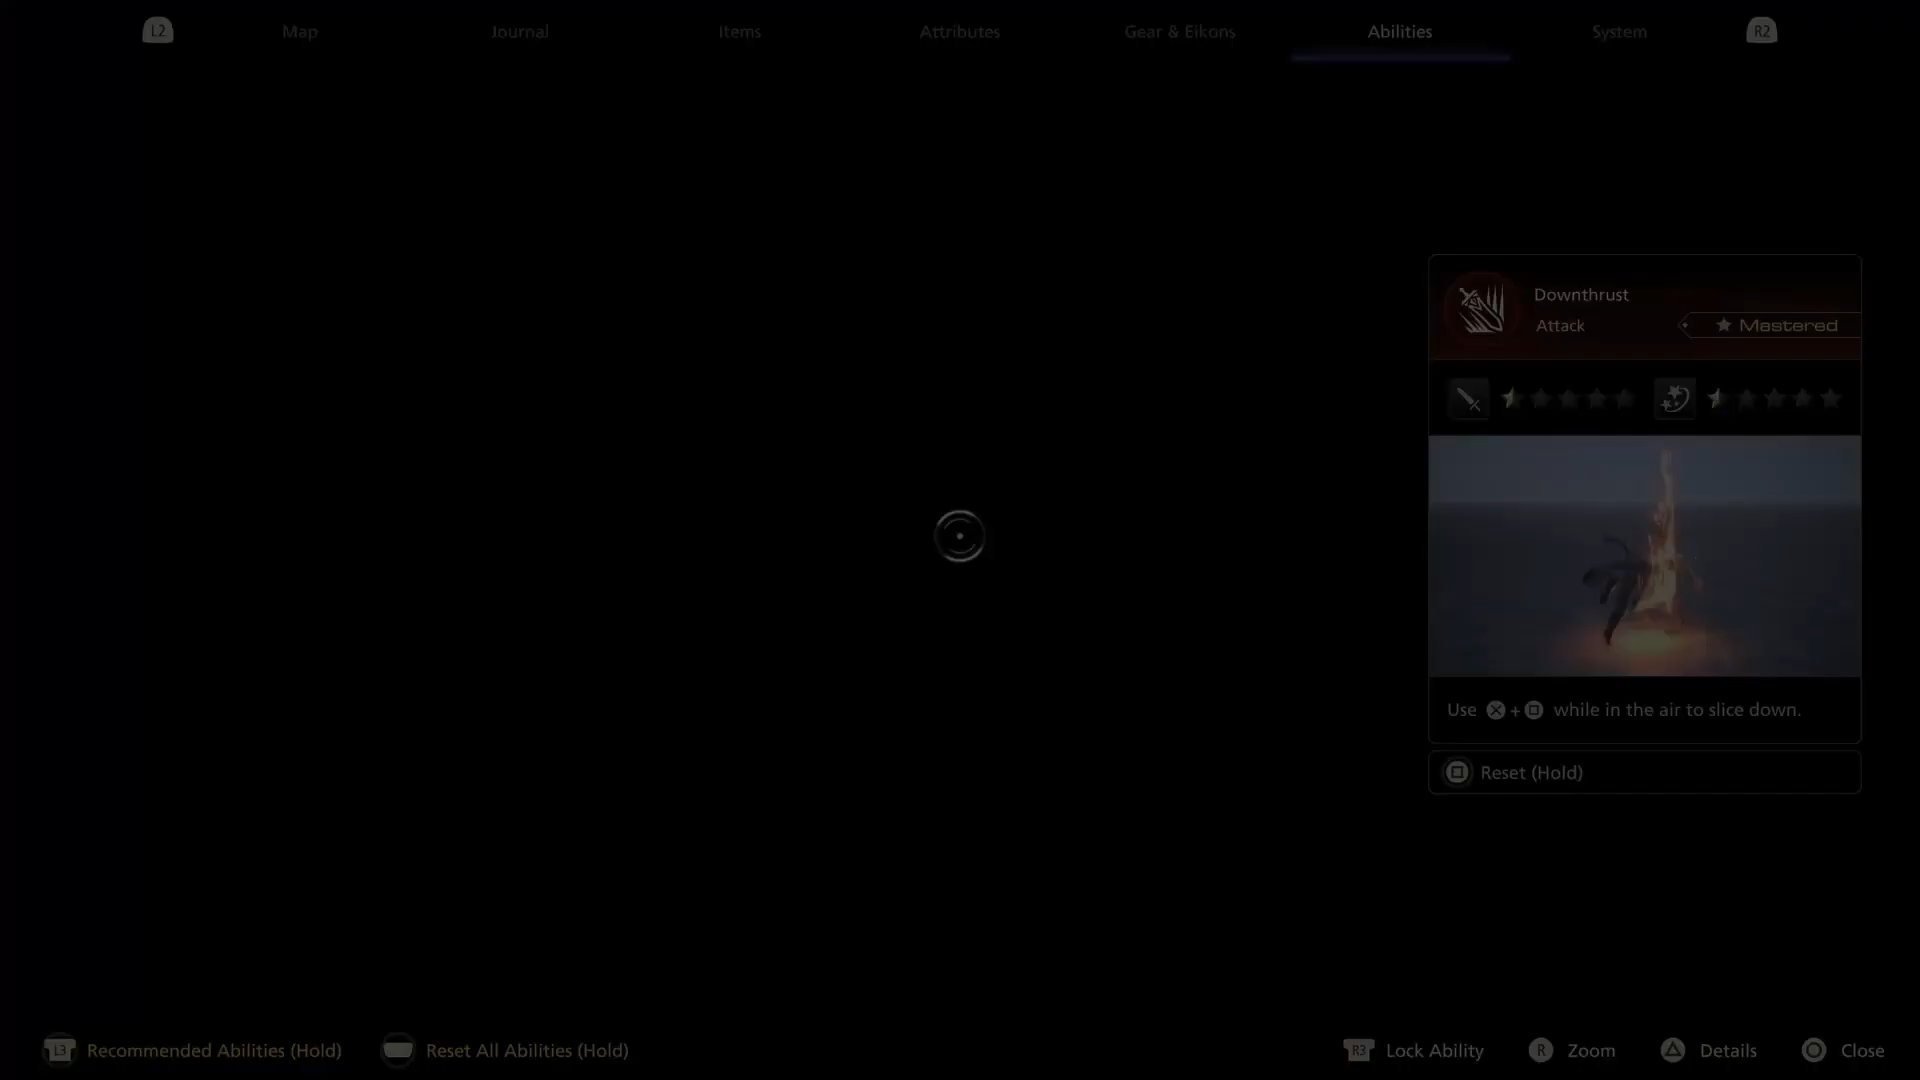 L2 Map Journal Items Attributes Gear & Eikons Abilities System R2
Downthrust
Attack
Mastered
Use + while in the air to slice down.
Reset (Hold)
L3 Recommended Abilities (Hold) Reset All Abilities (Hold) R3 Lock Ability R Zoom Details Close